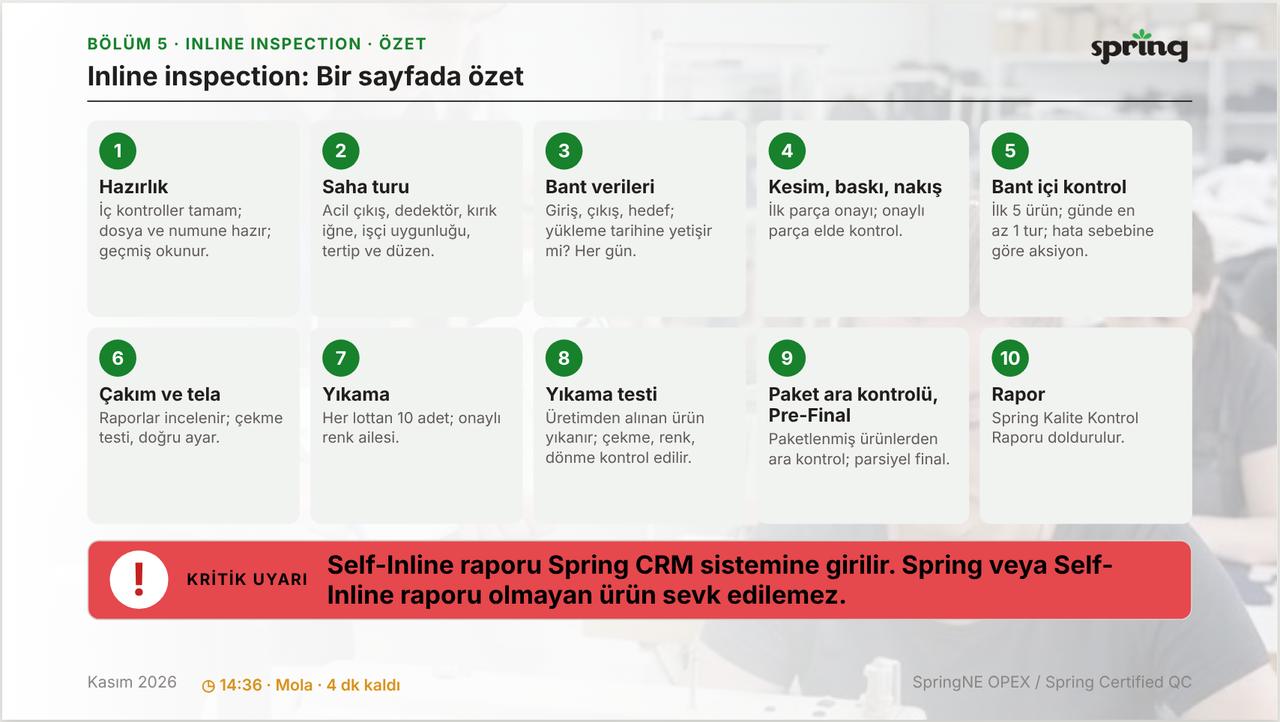 BÖLÜM 5 · INLINE INSPECTION · ÖZET
spring
Inline inspection: Bir sayfada özet
1
Hazırlık
İç kontroller tamam;
dosya ve numune hazır;
geçmiş okunur.
2
Saha turu
Acil çıkış, dedektör, kırık
iğne, işçi uygunluğu,
tertip ve düzen.
3
Bant verileri
Giriş, çıkış, hedef;
yükleme tarihine yetişir
mi? Her gün.
4
Kesim, baskı, nakış
İlk parça onayı; onaylı
parça elde kontrol.
5
Bant içi kontrol
İlk 5 ürün; günde en
az 1 tur; hata sebebine
göre aksiyon.
6
Çakım ve tela
Raporlar incelenir; çekme
testi, doğru ayar.
7
Yıkama
Her lottan 10 adet; onaylı
renk ailesi.
8
Yıkama testi
Üretimden alınan ürün
yıkanır; çekme, renk,
dönme kontrol edilir.
9
Paket ara kontrolü,
Pre-Final
Paketlenmiş ürünlerden
ara kontrol; parsiyel final.
10
Rapor
Spring Kalite Kontrol
Raporu doldurulur.
!
KRİTİK UYARI
Self-Inline raporu Spring CRM sistemine girilir. Spring veya Self-
Inline raporu olmayan ürün sevk edilemez.
Kasım 2026
14:36 · Mola · 4 dk kaldı
SpringNE OPEX / Spring Certified QC